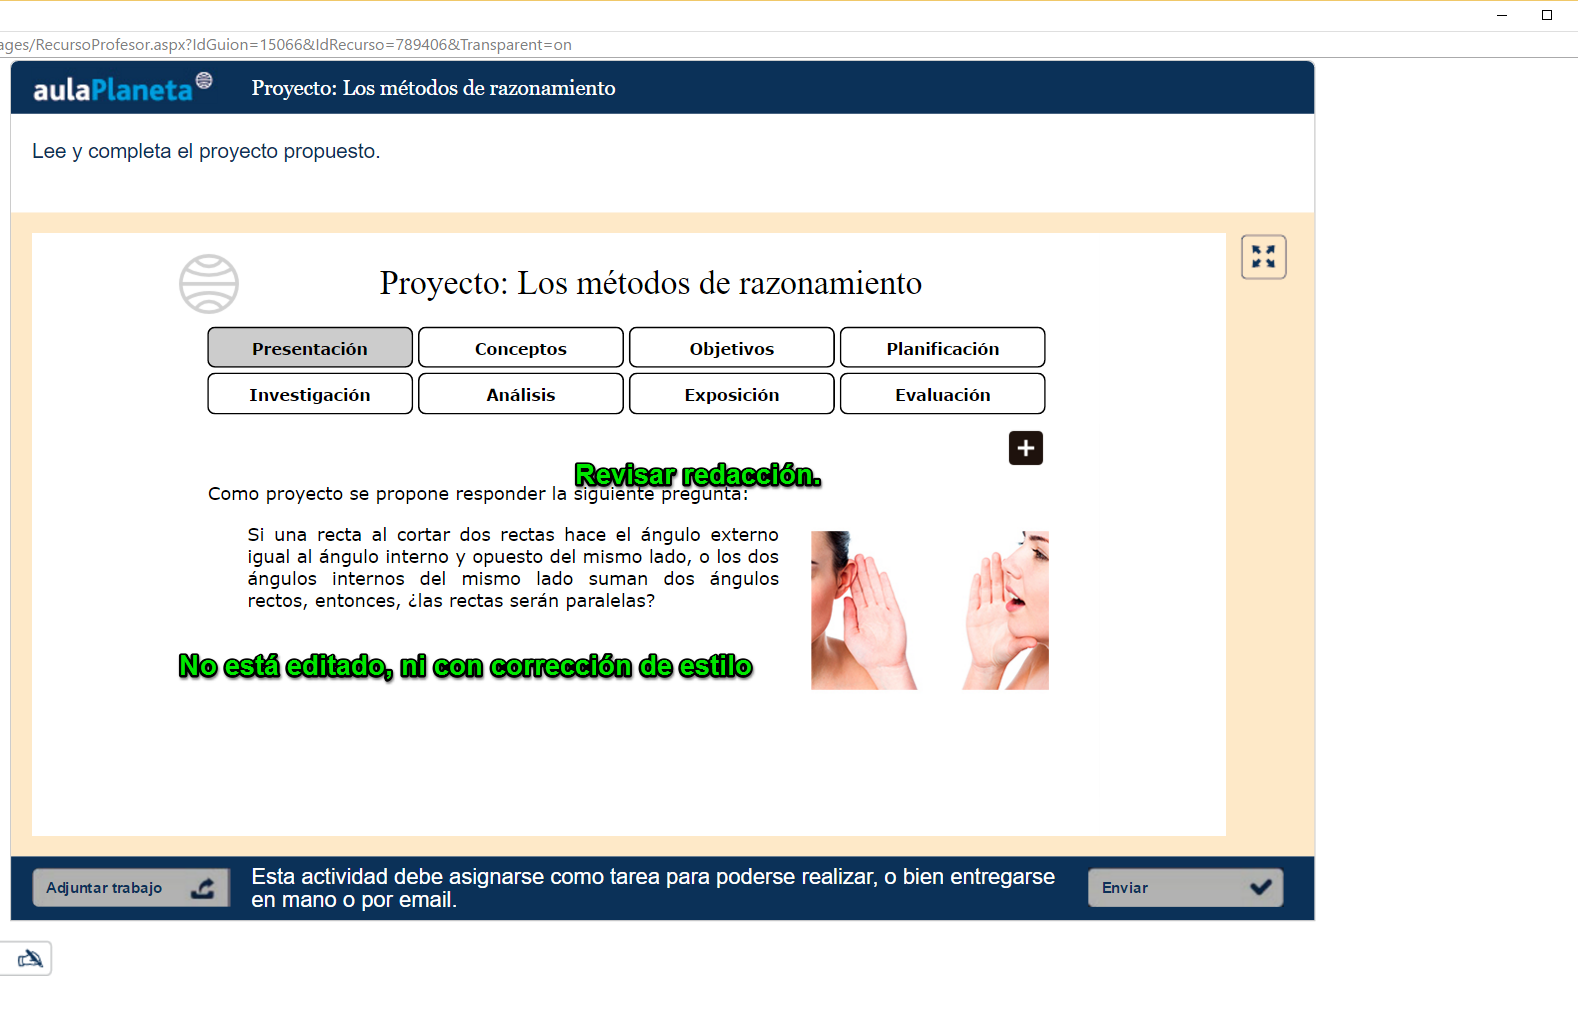 ages/RecursoProfesor.aspx?IdGuion=15066&IdRecurso=789406&Transparent=on
aulaPlaneta
Proyecto: Los métodos de razonamiento
Lee y completa el proyecto propuesto.
Proyecto: Los métodos de razonamiento
Presentación
Conceptos
Objetivos
Planificación
Investigación
Análisis
Exposición
Evaluación
Revisar redacción.
Como proyecto se propone responder la siguiente pregunta:
Si una recta al cortar dos rectas hace el ángulo externo
igual al ángulo interno y opuesto del mismo lado, o los dos
ángulos internos del mismo lado suman dos ángulos
rectos, entonces, ¿las rectas serán paralelas?
No está editado, ni con corrección de estilo
Adjuntar trabajo
Esta actividad debe asignarse como tarea para poderse realizar, o bien entregarse
en mano o por email.
Enviar